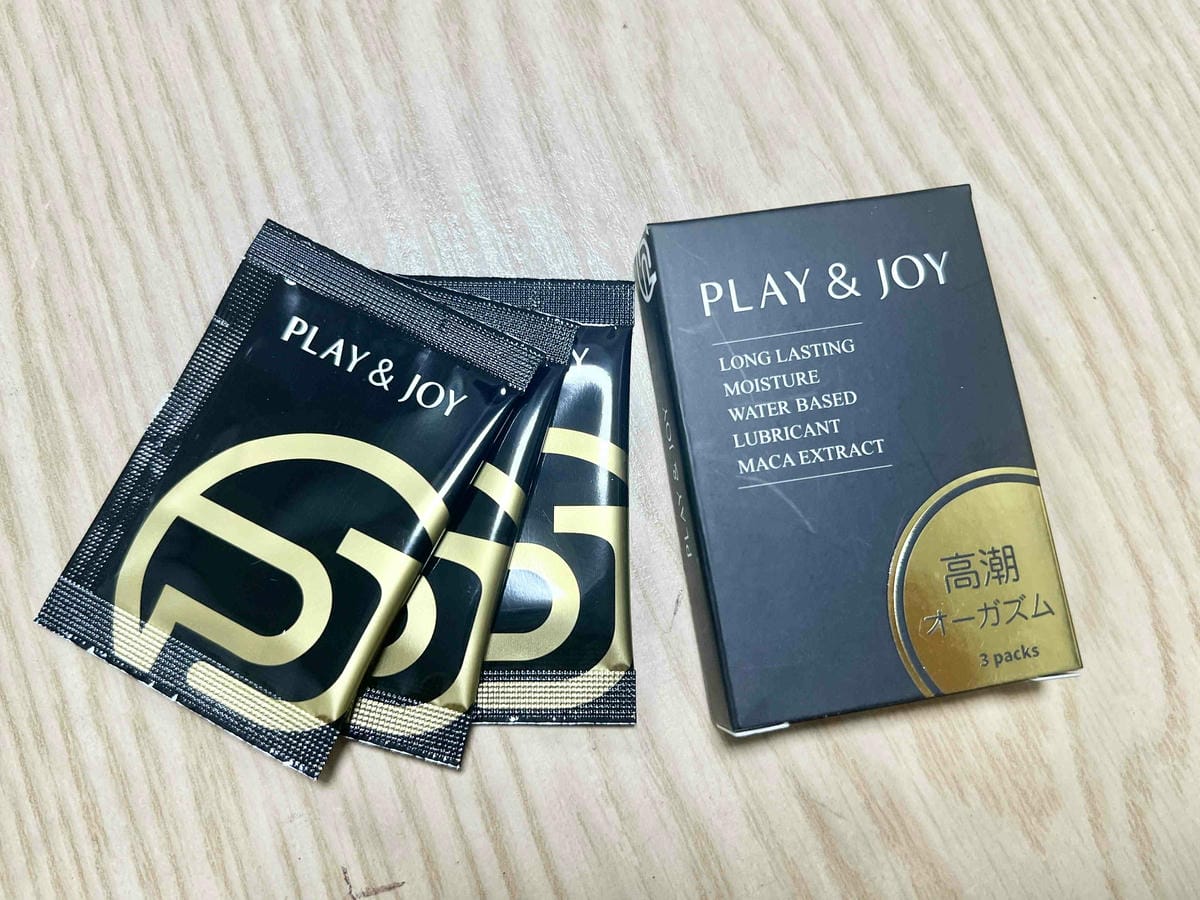 PLAY & JOY
Y
PLAY & JOY
LONG LASTING
MOISTURE
WATER BASED
LUBRICANT
MACA EXTRACT
高潮
オーガズム
3 packs
PLAY & JOY